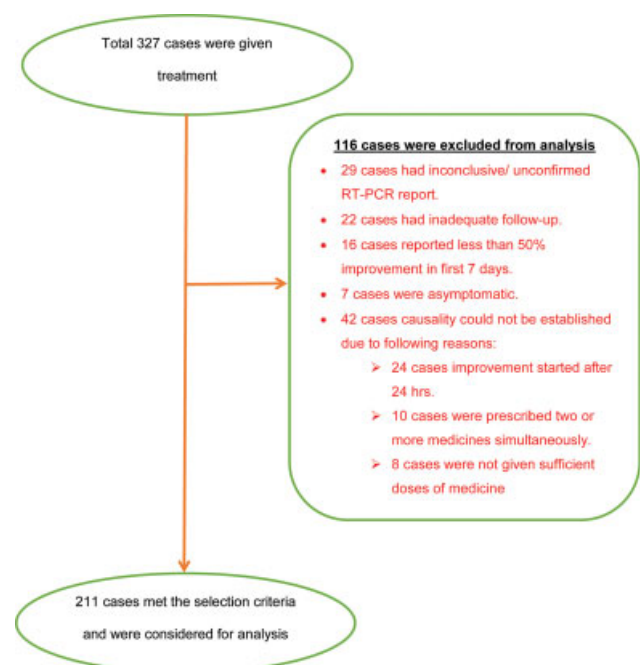 Total 327 cases were given
treatment
116 cases were excluded from analysis
• 29 cases had inconclusive/ unconfirmed
RT-PCR report.
• 22 cases had inadequate follow-up.
• 16 cases reported less than 50%
improvement in first 7 days.
• 7 cases were asymptomatic.
• 42 cases causality could not be established
due to following reasons:
➢ 24 cases improvement started after
24 hrs.
➢ 10 cases were prescribed two or
more medicines simultaneously.
➢ 8 cases were not given sufficient
doses of medicine
211 cases met the selection criteria
and were considered for analysis